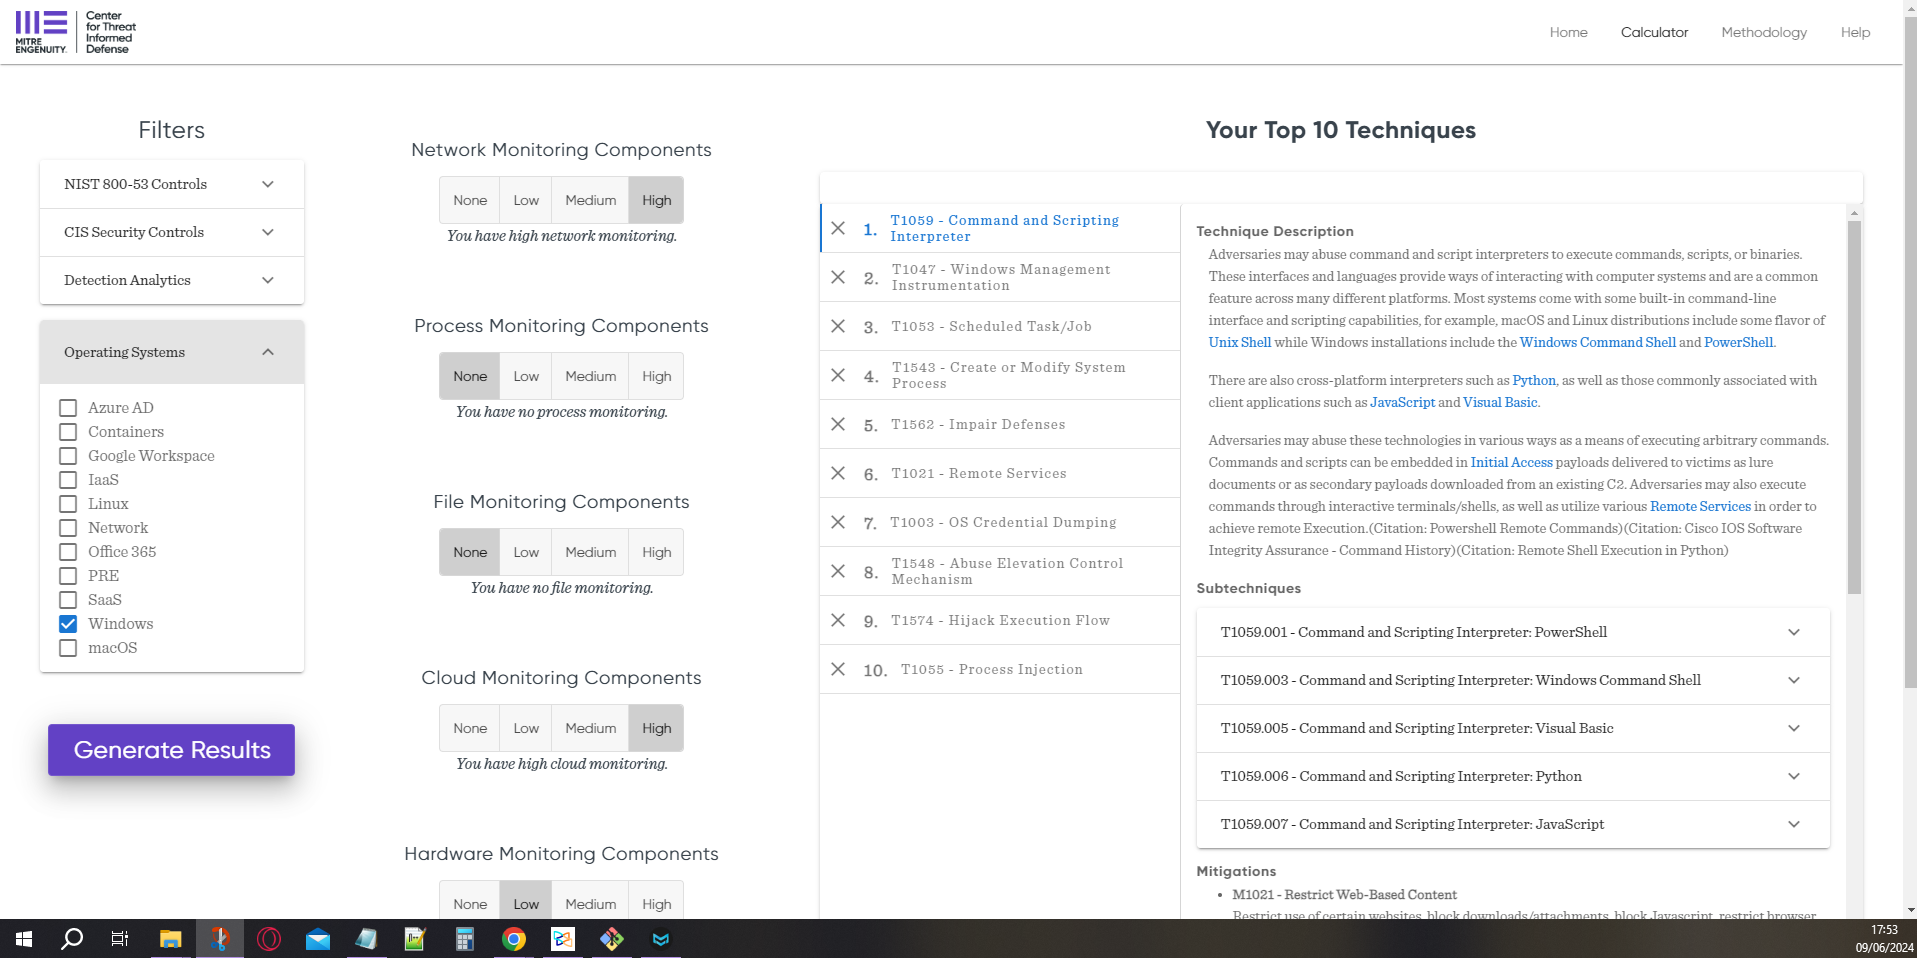 MITRE
ENGENUITY.
Center
for Threat
Informed
Defense
Home
Calculator
Methodology
Help
Filters
NIST 800-53 Controls
CIS Security Controls
Detection Analytics
Operating Systems
Azure AD
Containers
Google Workspace
IaaS
Linux
Network
Office 365
PRE
SaaS
Windows
macOS
Generate Results
Network Monitoring Components
None Low Medium High
You have high network monitoring.
Process Monitoring Components
None Low Medium High
You have no process monitoring.
File Monitoring Components
None Low Medium High
You have no file monitoring.
Cloud Monitoring Components
None Low Medium High
You have high cloud monitoring.
Hardware Monitoring Components
None Low Medium High
Your Top 10 Techniques
1. T1059 - Command and Scripting
Interpreter
2. T1047 - Windows Management
Instrumentation
3. T1053 - Scheduled Task/Job
4. T1543 - Create or Modify System
Process
5. T1562 - Impair Defenses
6. T1021 - Remote Services
7. T1003 - OS Credential Dumping
8. T1548 - Abuse Elevation Control
Mechanism
9. T1574 - Hijack Execution Flow
10. T1055 - Process Injection
Technique Description
Adversaries may abuse command and script interpreters to execute commands, scripts, or binaries.
These interfaces and languages provide ways of interacting with computer systems and are a common
feature across many different platforms. Most systems come with some built-in command-line
interface and scripting capabilities, for example, macOS and Linux distributions include some flavor of
Unix Shell while Windows installations include the Windows Command Shell and PowerShell.
There are also cross-platform interpreters such as Python, as well as those commonly associated with
client applications such as JavaScript and Visual Basic.
Adversaries may abuse these technologies in various ways as a means of executing arbitrary commands.
Commands and scripts can be embedded in Initial Access payloads delivered to victims as lure
documents or as secondary payloads downloaded from an existing C2. Adversaries may also execute
commands through interactive terminals/shells, as well as utilize various Remote Services in order to
achieve remote Execution.(Citation: Powershell Remote Commands)(Citation: Cisco IOS Software
Integrity Assurance - Command History)(Citation: Remote Shell Execution in Python)
Subtechniques
T1059.001 - Command and Scripting Interpreter: PowerShell
T1059.003 - Command and Scripting Interpreter: Windows Command Shell
T1059.005 - Command and Scripting Interpreter: Visual Basic
T1059.006 - Command and Scripting Interpreter: Python
T1059.007 - Command and Scripting Interpreter: JavaScript
Mitigations
• M1021 - Restrict Web-Based Content
Restrict use of certain websites, block downloads/attachments, block Javascript, restrict browser
17:53
09/06/2024